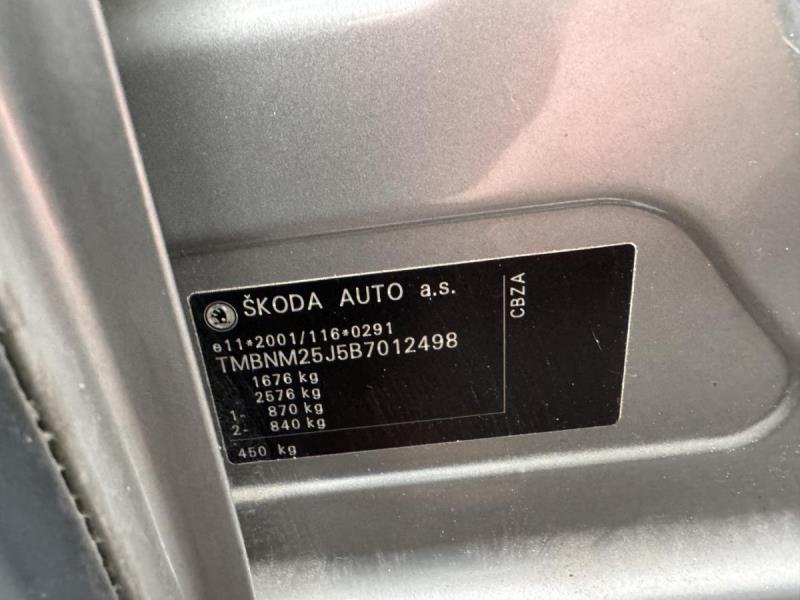 ŠKODA AUTO a.s.
e11*2001/116*0291
TMBNM25J5B7012498
1676 kg
2576 kg
1- 870 kg
2- 840 kg
450 kg
CBZA